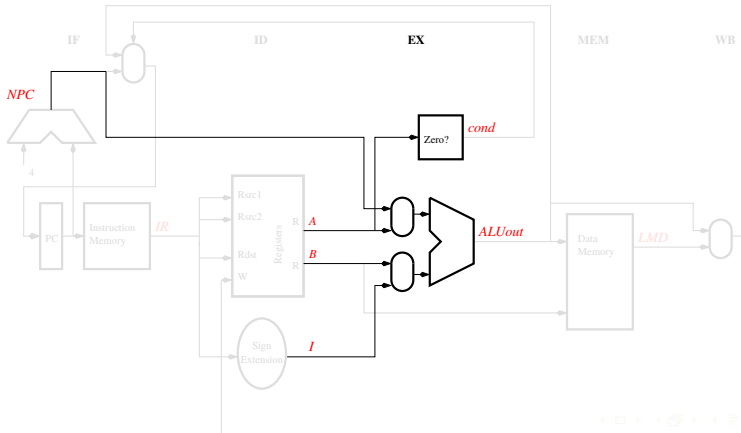 IF
ID
EX
MEM
WB
NPC
4
PC
Instruction
Memory
IR
Rsrc1
Rsrc2
Rdst
W
Registers
R
R
A
B
Sign
Extension
I
Zero?
cond
ALUout
Data
Memory
LMD